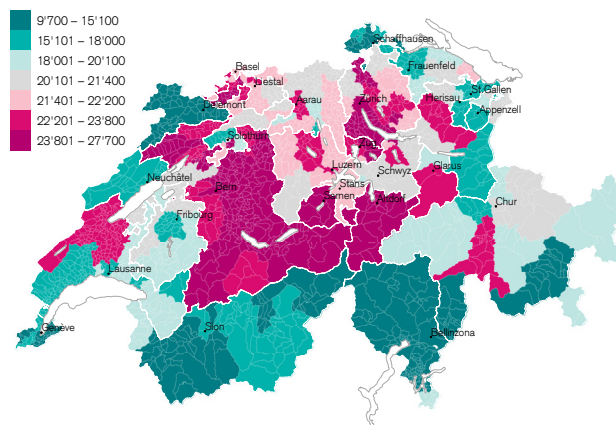 9'700 – 15'100
15'101 – 18'000
18'001 – 20'100
20'101 – 21'400
21'401 – 22'200
22'201 – 23'800
23'801 – 27'700
Schaffhausen
Basel
Frauenfeld
Liestal
St.Gallen
Delémont
Aarau
Zürich
Herisau
Appenzell
Solothurn
Zug
Luzern
Glarus
Neuchâtel
Schwyz
Bern
Stans
Sarnen
Altdorf
Chur
Fribourg
Lausanne
Genève
Sion
Bellinzona